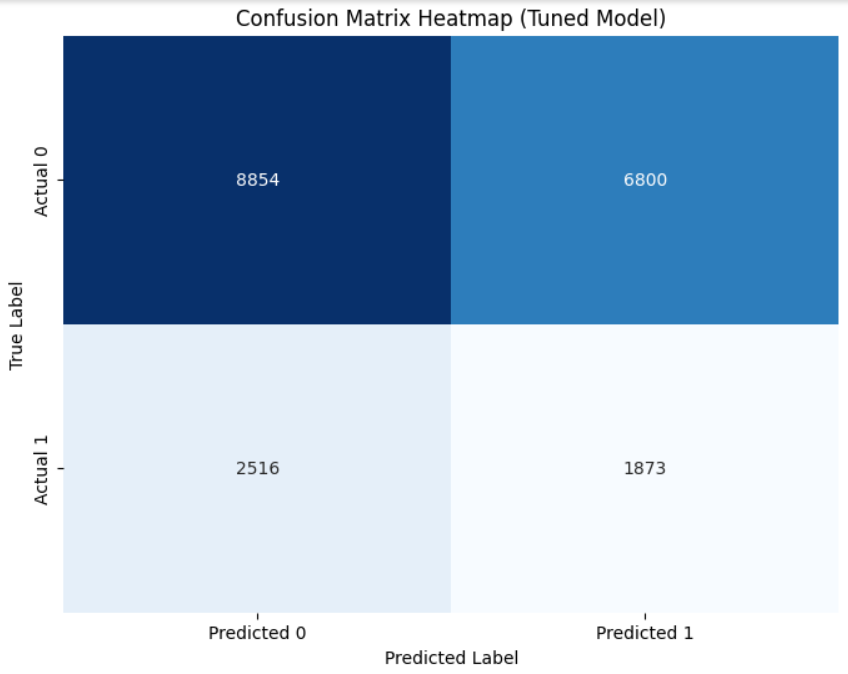 Confusion Matrix Heatmap (Tuned Model)
Actual 0
8854
6800
True Label
Actual 1
2516
1873
Predicted 0
Predicted 1
Predicted Label